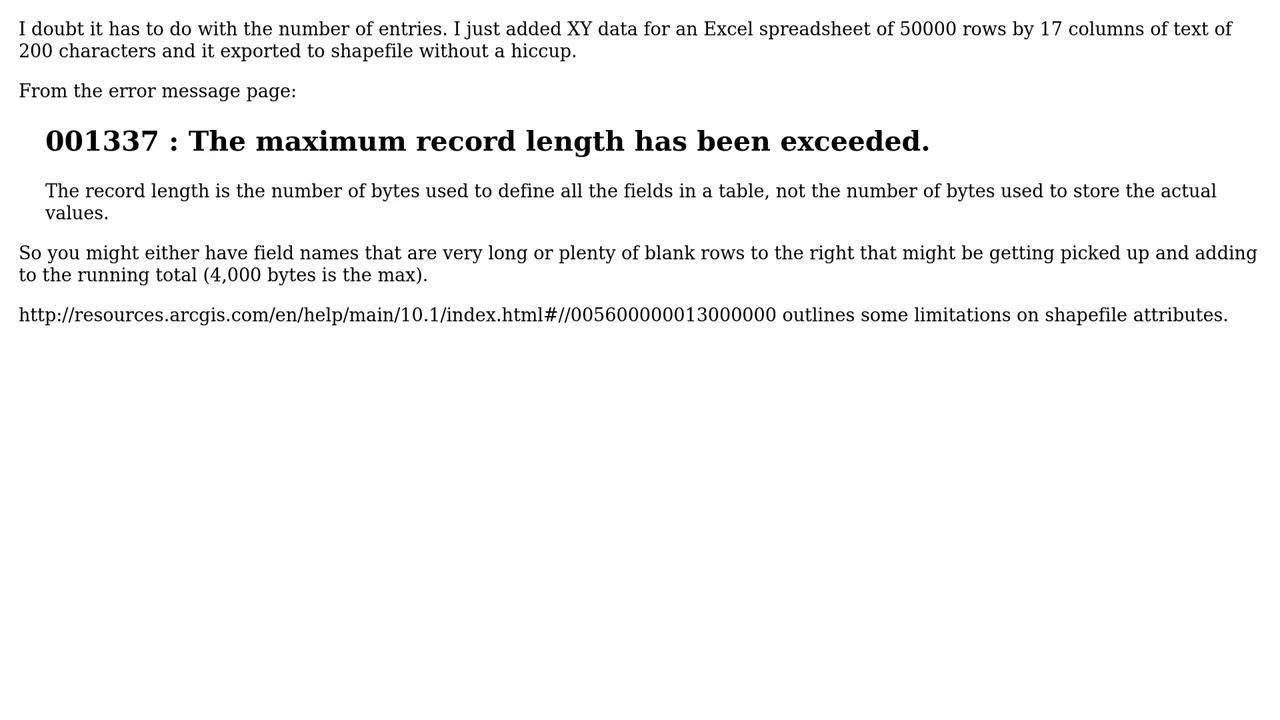 I doubt it has to do with the number of entries. I just added XY data for an Excel spreadsheet of 50000 rows by 17 columns of text of
200 characters and it exported to shapefile without a hiccup.
From the error message page:
001337 : The maximum record length has been exceeded.
The record length is the number of bytes used to define all the fields in a table, not the number of bytes used to store the actual
values.
So you might either have field names that are very long or plenty of blank rows to the right that might be getting picked up and adding
to the running total (4,000 bytes is the max).
http://resources.arcgis.com/en/help/main/10.1/index.html#//005600000013000000 outlines some limitations on shapefile attributes.